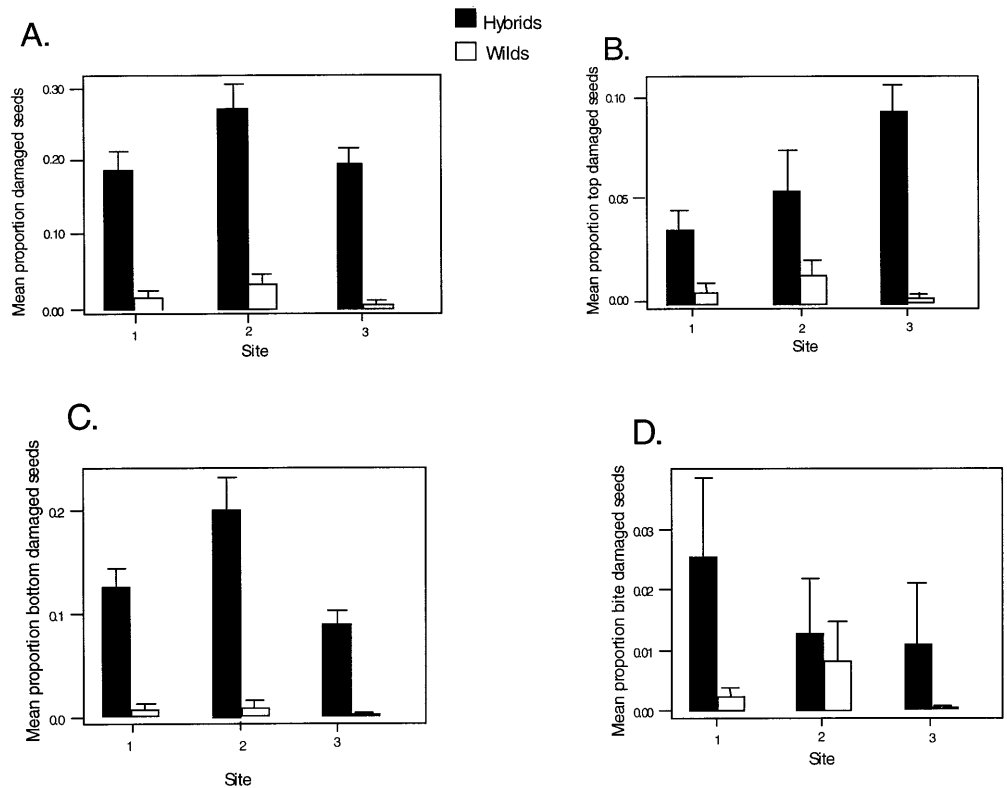 Hybrids
Wilds
A.
Mean proportion damaged seeds
0.30
0.20
0.10
0.00
1 2 3
Site
B.
Mean proportion top damaged seeds
0.10
0.05
0.00
1 2 3
Site
C.
Mean proportion bottom damaged seeds
0.2
0.1
0.0
1 2 3
Site
D.
Mean proportion bite damaged seeds
0.03
0.02
0.01
0.00
1 2 3
Site